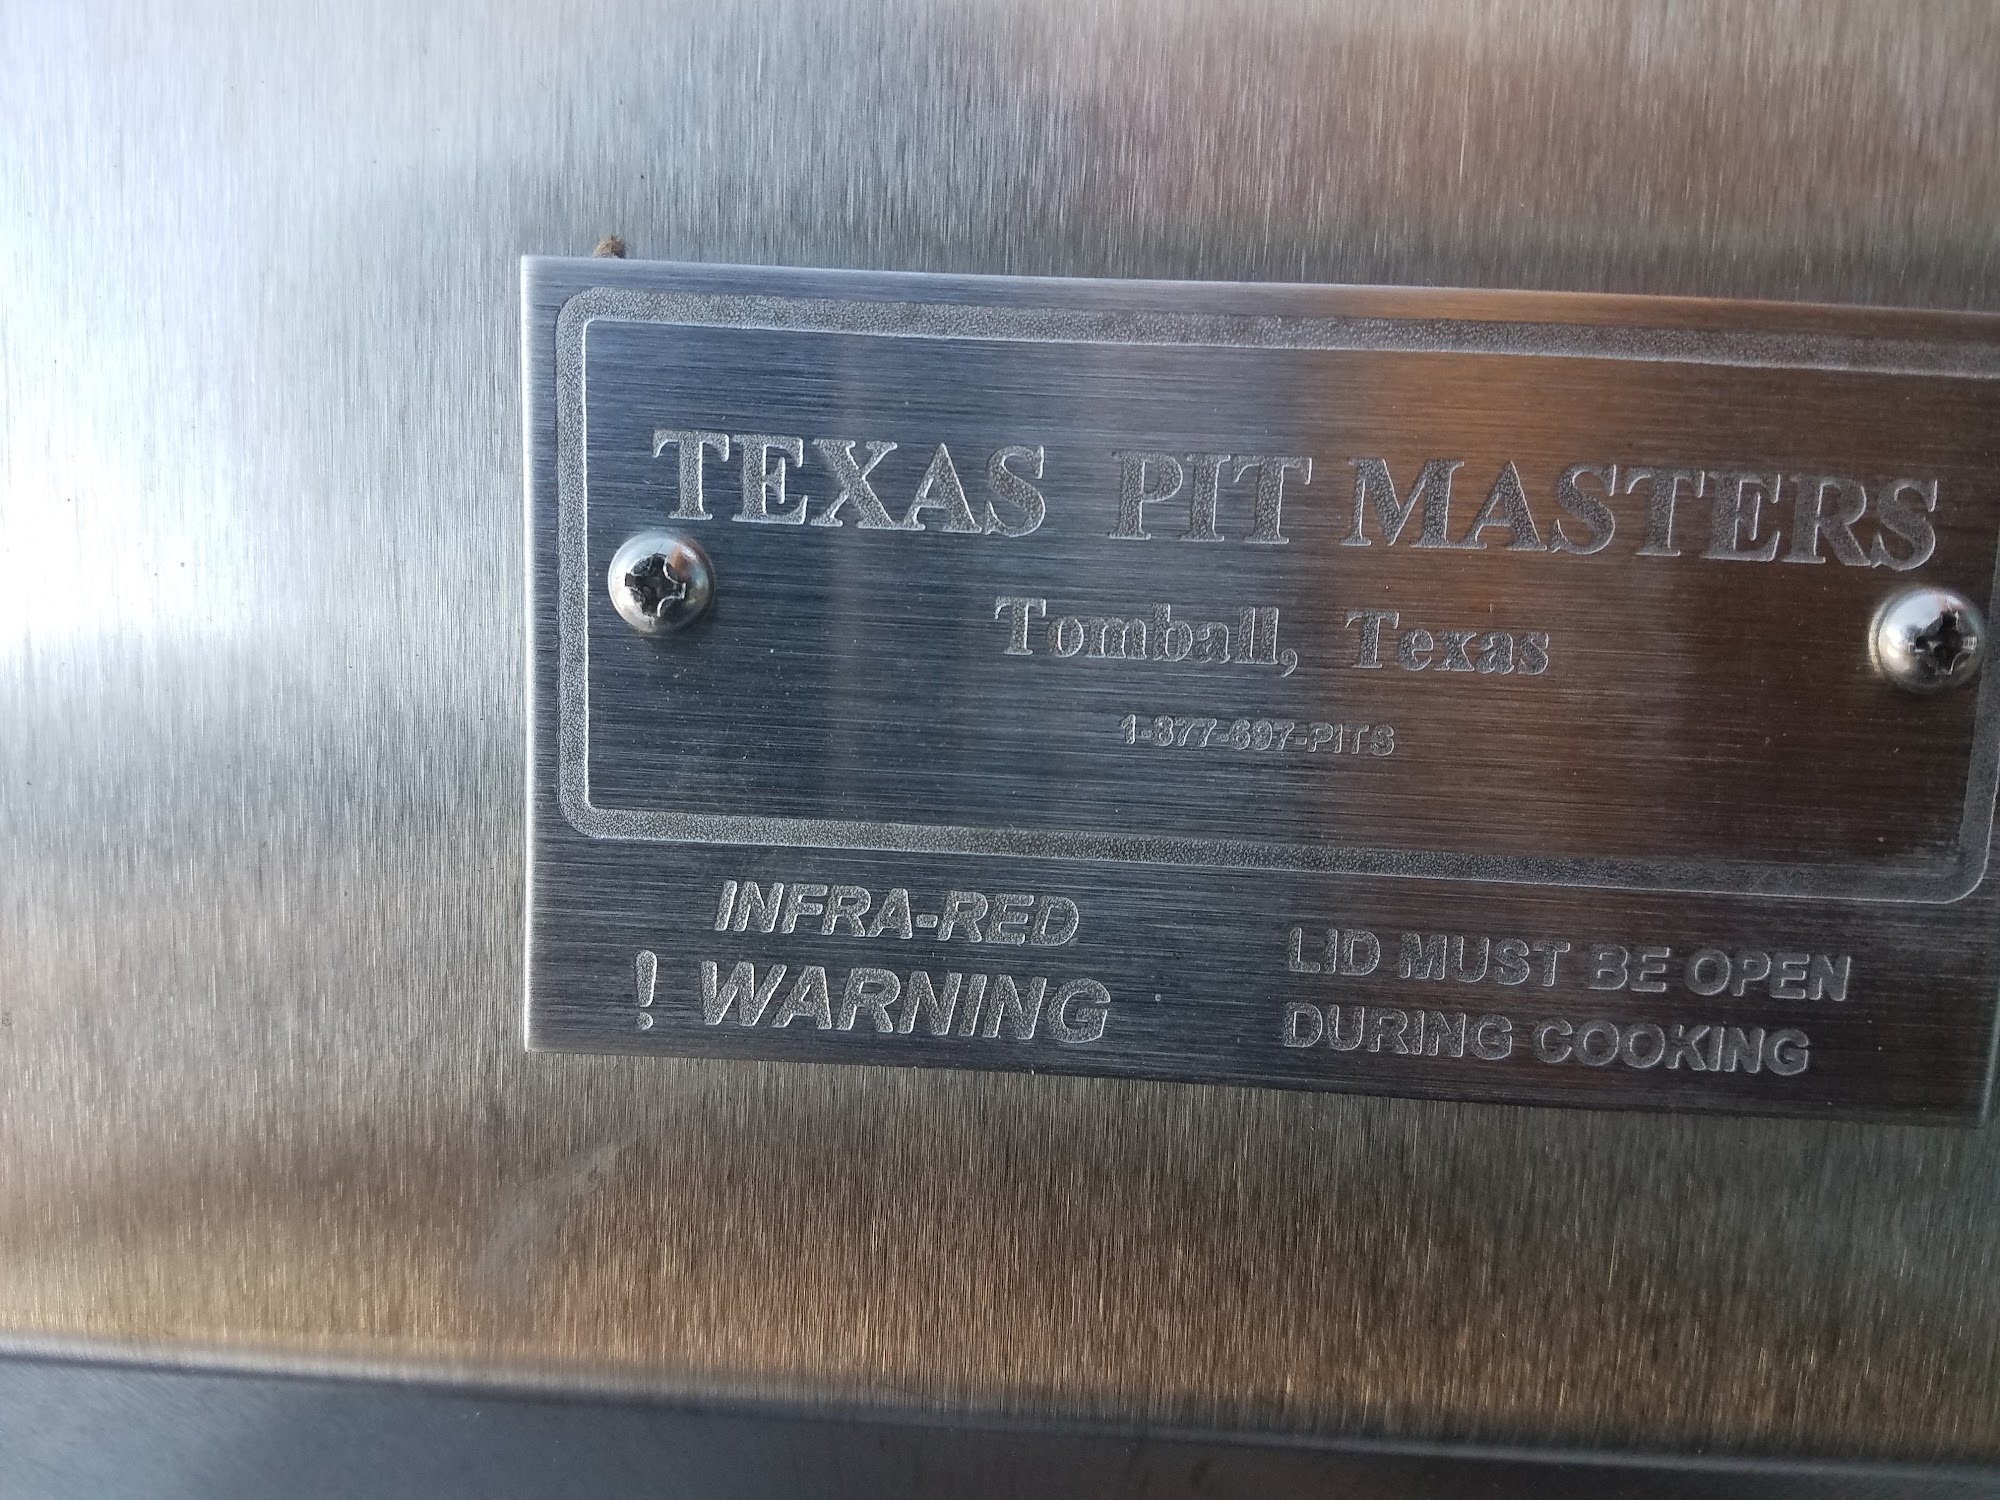 TEXAS PIT MASTERS
Tomball, Texas
1-877-697-PITS
INFRA-RED
! WARNING
LID MUST BE OPEN
DURING COOKING